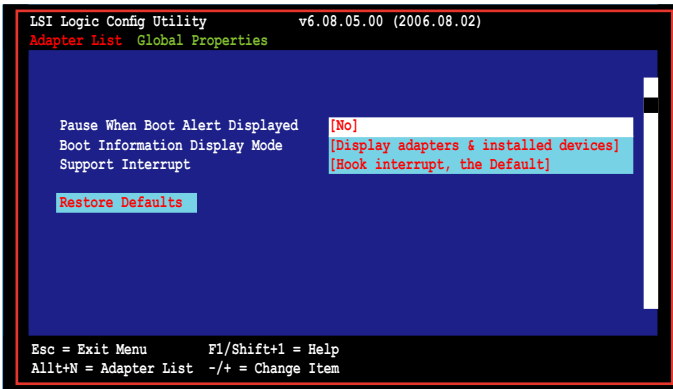 LSI Logic Config Utility v6.08.05.00 (2006.08.02)
Adapter List Global Properties
Pause When Boot Alert Displayed [No]
Boot Information Display Mode [Display adapters & installed devices]
Support Interrupt [Hook interrupt, the Default]
Restore Defaults
Esc = Exit Menu F1/Shift+1 = Help
Allt+N = Adapter List -/+ = Change Item